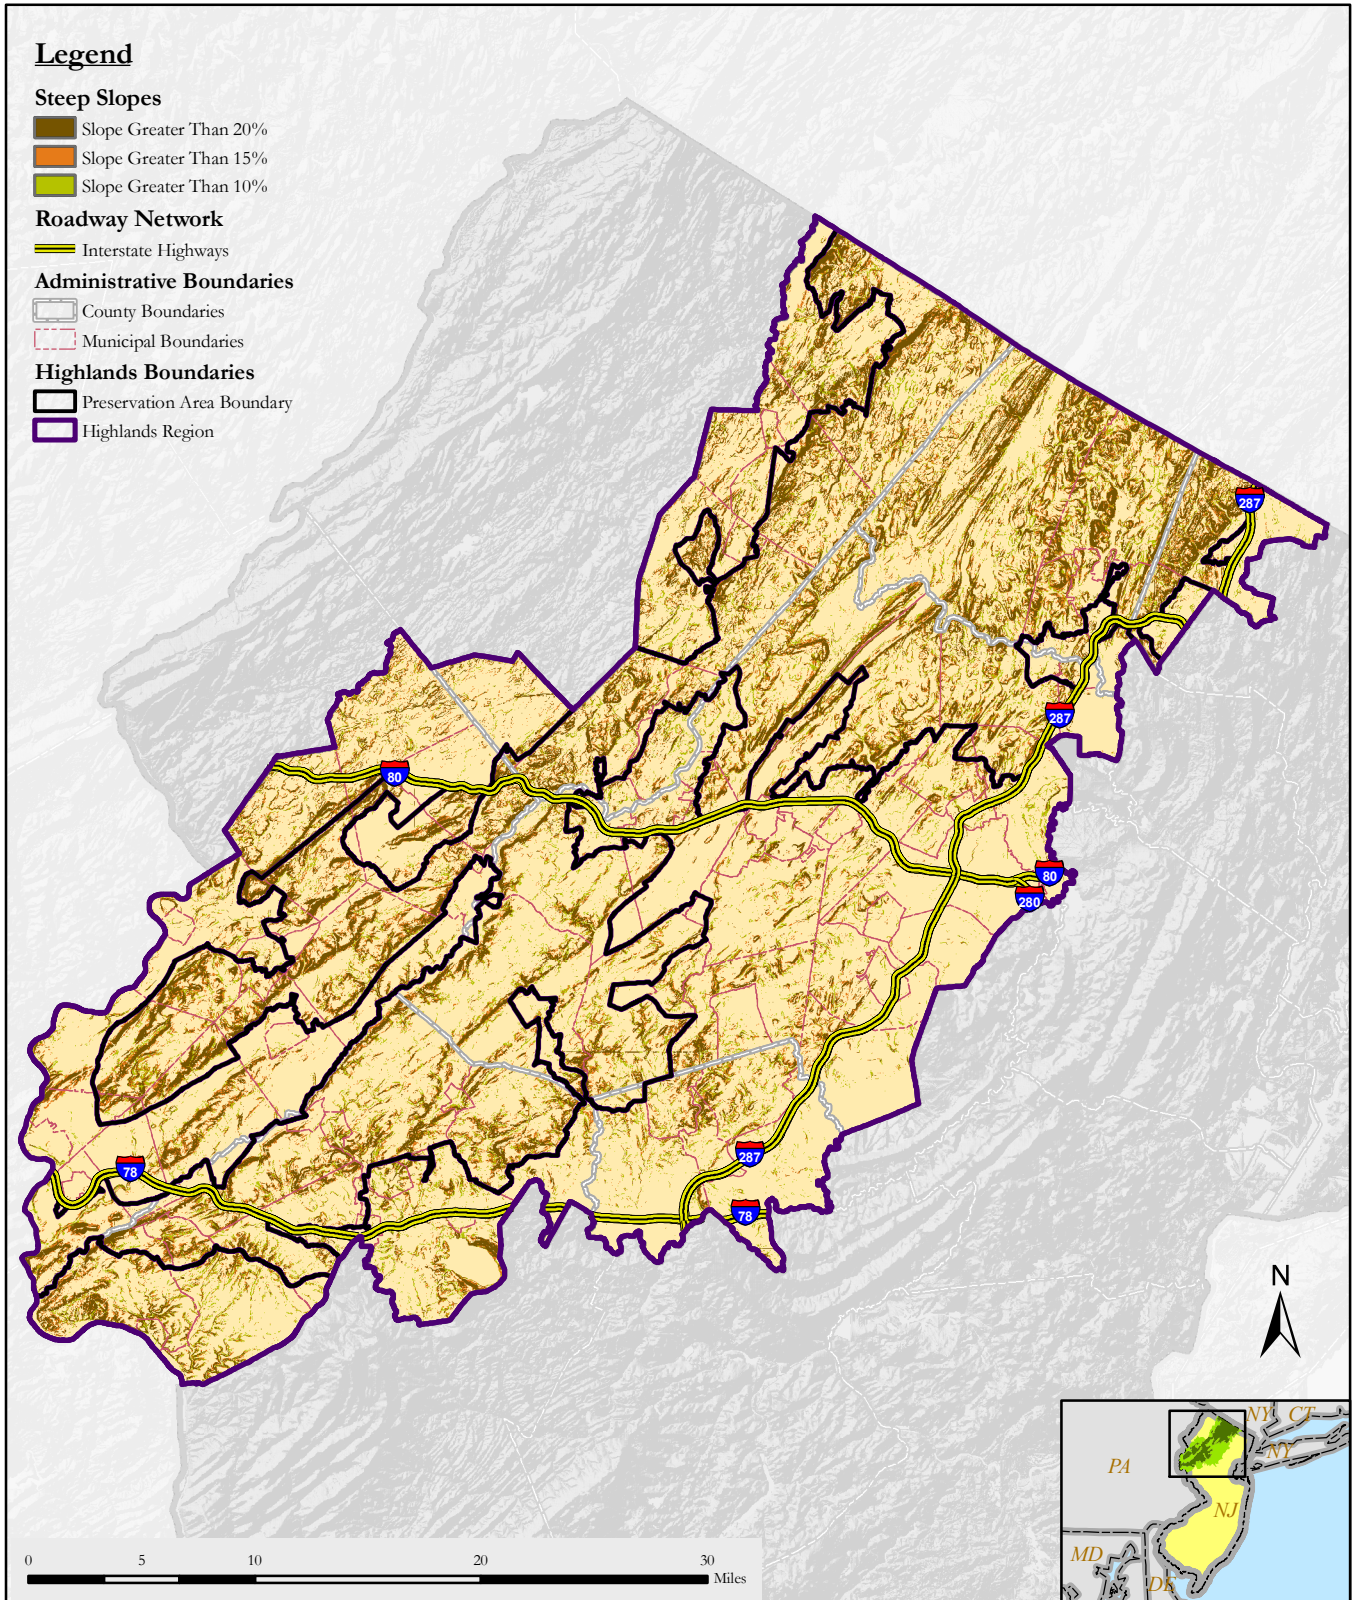 Legend
Steep Slopes
Slope Greater Than 20%
Slope Greater Than 15%
Slope Greater Than 10%
Roadway Network
Interstate Highways
Administrative Boundaries
County Boundaries
Municipal Boundaries
Highlands Boundaries
Preservation Area Boundary
Highlands Region
287
287
80
80
280
78
287
78
N
NY CT
NY
PA
NJ
MD
DE
0 5 10 20 30
Miles